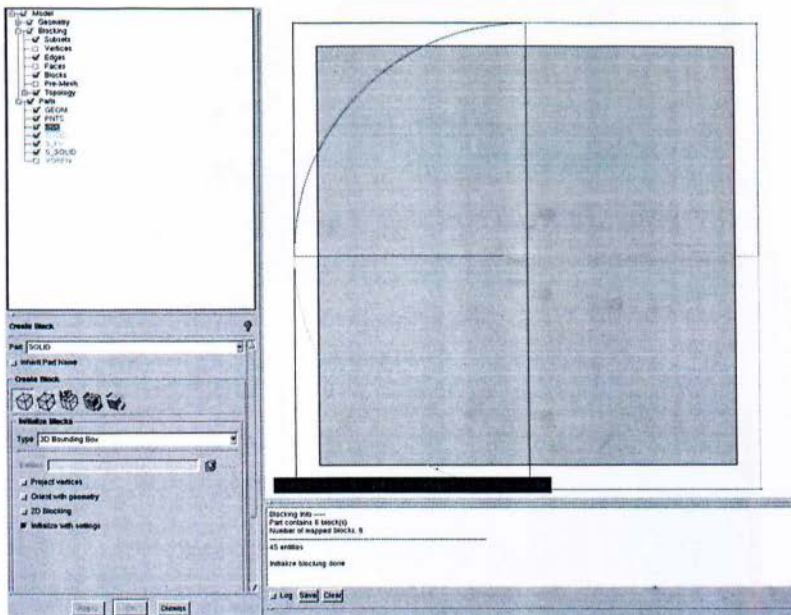 Model
Geometry
Blocking
Subsets
Vertices
Edges
Faces
Blocks
Pre-Mesh
Topology
Parts
GEOM
PNTS
S_SOLID
VORFN
Create Block
Part SOLID
Inherit Part Name
Create Block
Initialize Blocks
Type 3D Bounding Box
Entities
Project vertices
Orient with geometry
2D Blocking
Initialize with settings
Apply OK Dismiss
Blocking Info ----
Part contains 6 block(s)
Number of mapped blocks, 6
45 entities
Initialize blocking done
Log Save Clear